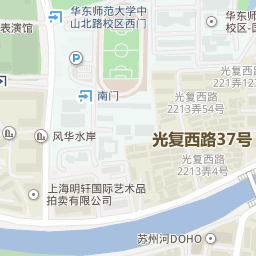 华东师范大学中
山北路校区西门
华东师
校区-
表演馆
光复西路
221弄
121
光复西路
2213弄54号
南门
风华水岸
光复西路37号
光复西路
2213弄4号
上海明轩国际艺术品
拍卖有限公司
苏州河DOHO